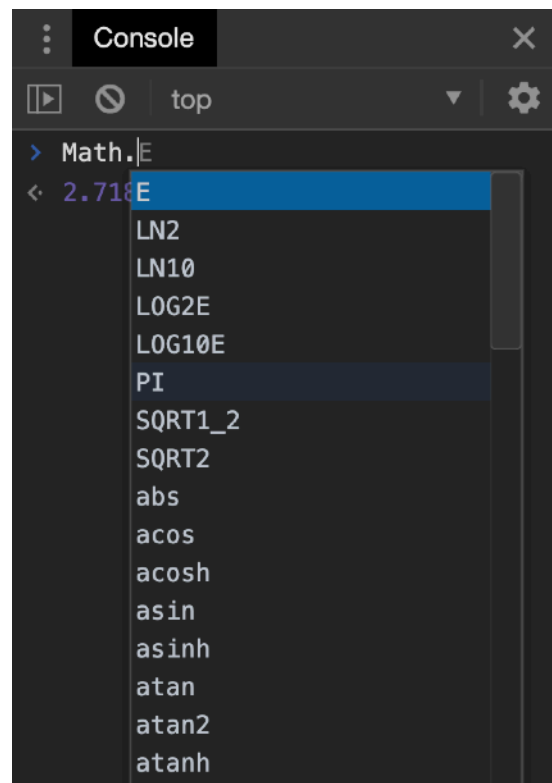 Console
top
> Math.E
2.718
E
LN2
LN10
LOG2E
LOG10E
PI
SQRT1_2
SQRT2
abs
acos
acosh
asin
asinh
atan
atan2
atanh